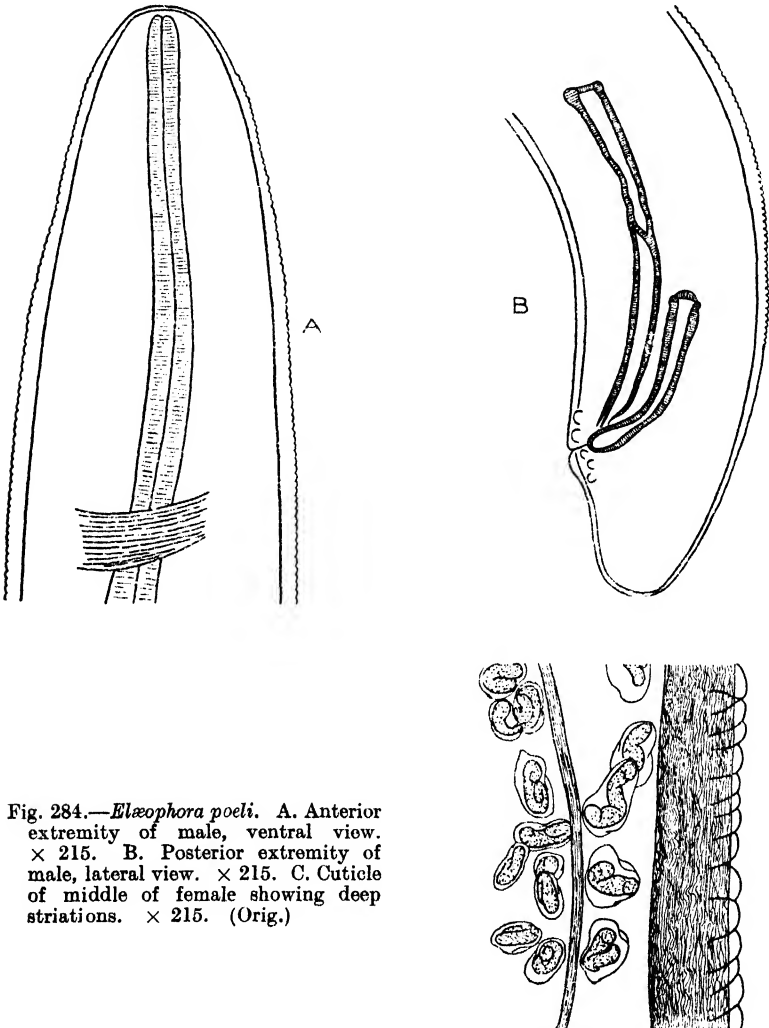 A
B
Fig. 284.—Elæophora poeli. A. Anterior
extremity of male, ventral view.
× 215. B. Posterior extremity of
male, lateral view. × 215. C. Cuticle
of middle of female showing deep
striations. × 215. (Orig.)